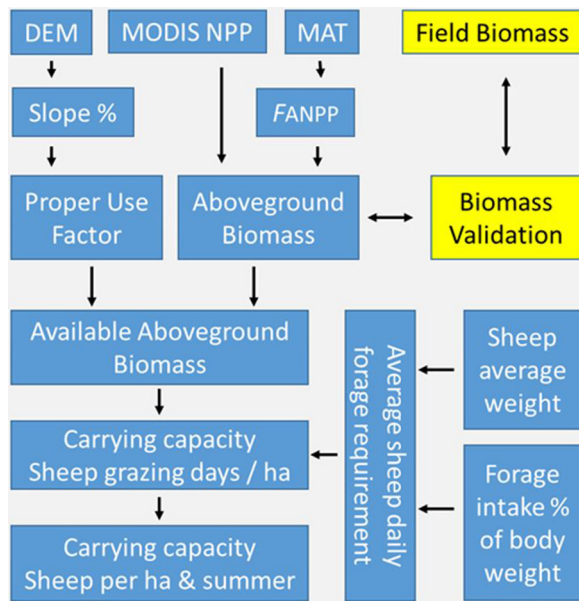 DEM
MODIS NPP
MAT
Field Biomass
Slope %
FANPP
Proper Use
Factor
Aboveground
Biomass
Biomass
Validation
Available Aboveground
Biomass
Average sheep daily
forage requirement
Sheep
average
weight
Carrying capacity
Sheep grazing days / ha
Forage
intake %
of body
weight
Carrying capacity
Sheep per ha & summer